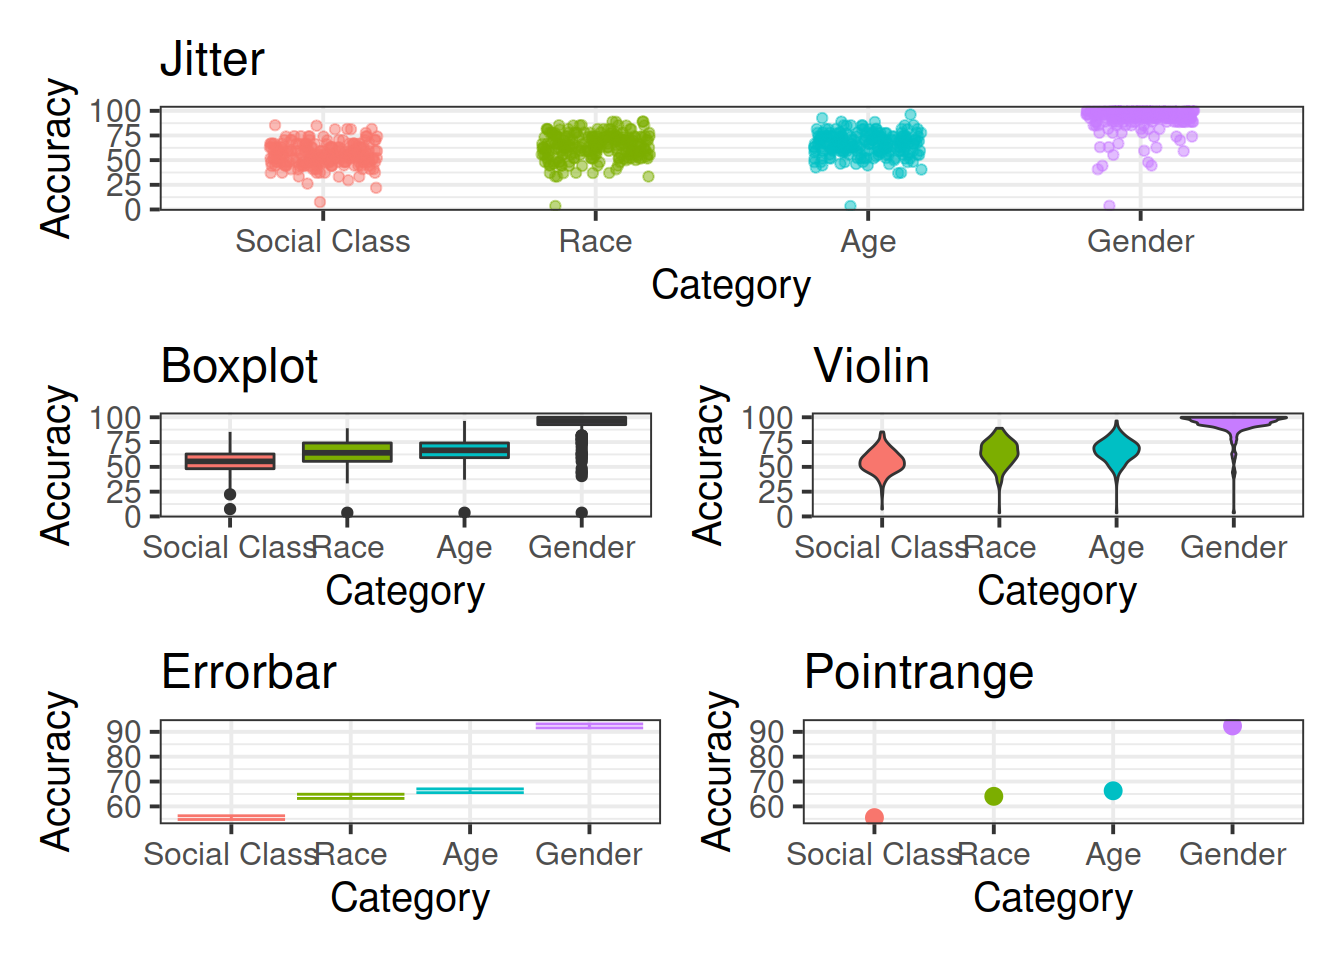 Jitter
Accuracy
100
75
50
25
0
Social Class Race Age Gender
Category
Boxplot
Accuracy
100
75
50
25
0
Social Class Race Age Gender
Category
Violin
Accuracy
100
75
50
25
0
Social Class Race Age Gender
Category
Errorbar
Accuracy
90
80
70
60
Social Class Race Age Gender
Category
Pointrange
Accuracy
90
80
70
60
Social Class Race Age Gender
Category